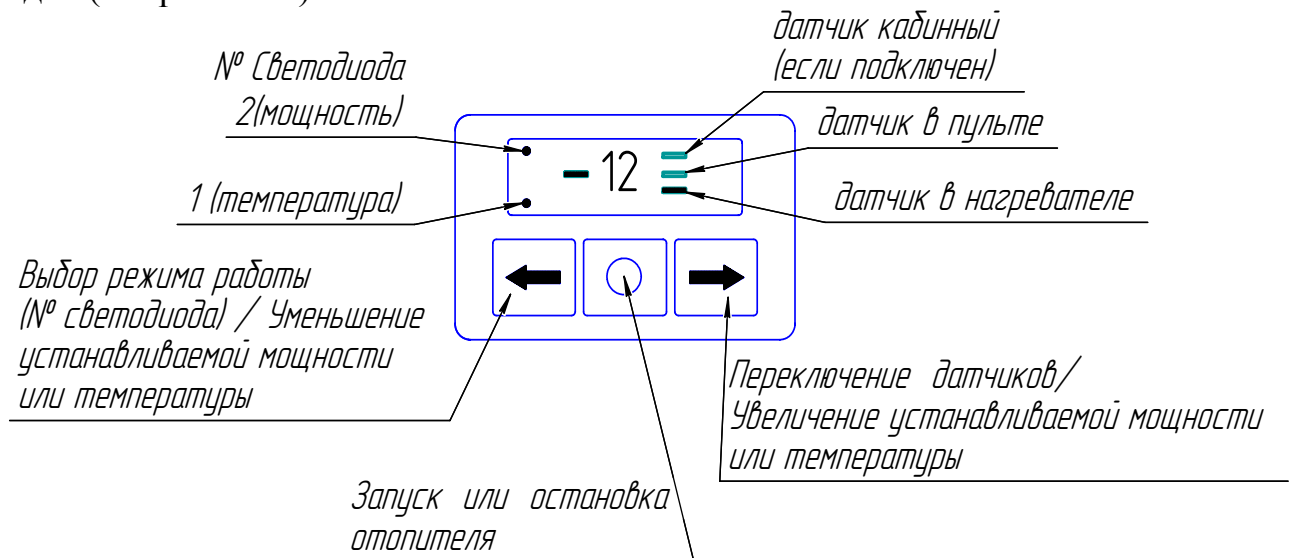 датчик кабинный
(если подключен)
№ Светодиода
2(мощность)
датчик в пульте
- 12
1 (температура)
датчик в нагревателе
Выбор режима работы
(№ светодиода) / Уменьшение
устанавливаемой мощности
или температуры
Переключение датчиков/
Увеличение устанавливаемой мощности
или температуры
Запуск или остановка
отопителя